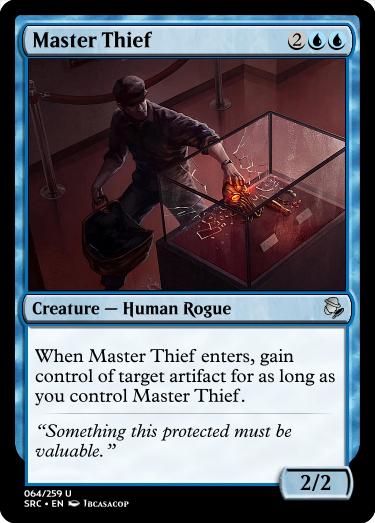 Master Thief 2
Creature — Human Rogue
When Master Thief enters, gain
control of target artifact for as long as
you control Master Thief.
“Something this protected must be
valuable.”
2/2
064/259 U
SRC • EN JBCASACOP